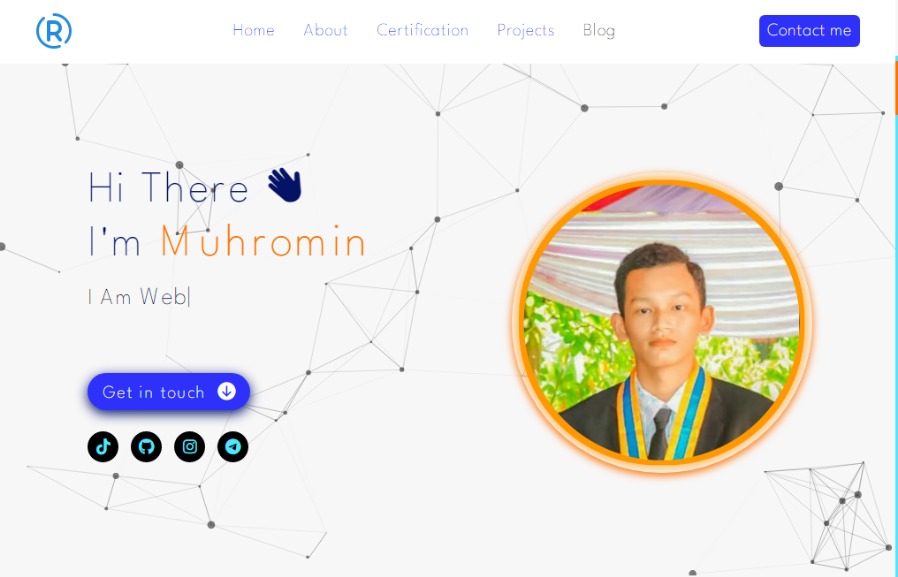 R
Home About Certification Projects Blog
Contact me
Hi There
I'm Muhromin
I Am Web|
Get in touch